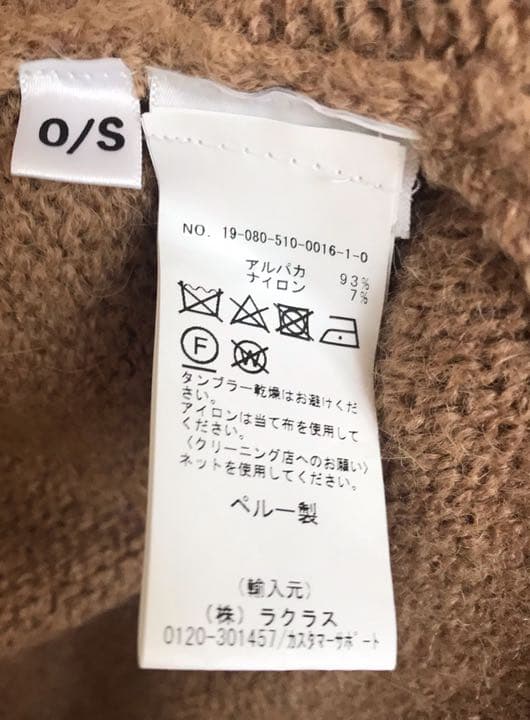 O/S
NO. 19-080-510-0016-1-0
アルパカ 93%
ナイロン 7%
F W
タンブラー乾燥はお避けくだ
さい。
アイロンは当て布を使用して
ください。
〈クリーニング店へのお願い〉
ネットを使用してください。
ペルー製
(輸入元)
(株) ラクラス
0120-301457/カスタマーサポート